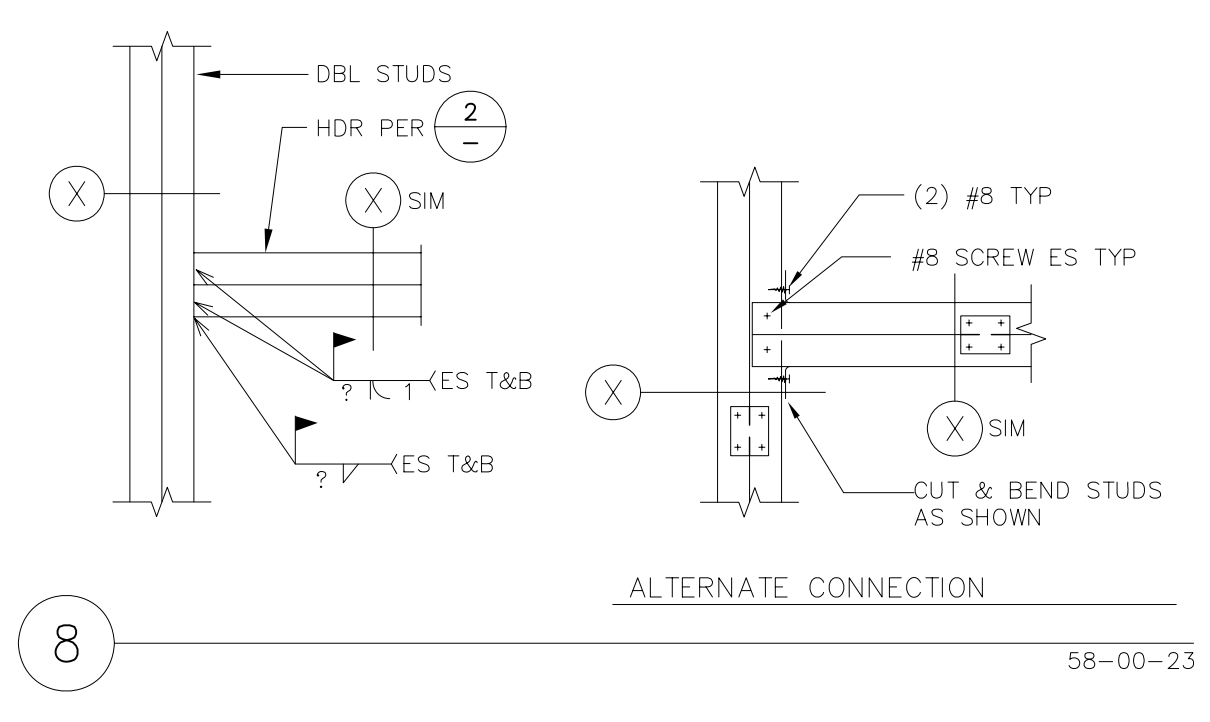 DBL STUDS
HDR PER
2
-
X
X
SIM
? 1 ES T&B
? ES T&B
(2) #8 TYP
#8 SCREW ES TYP
X
X
SIM
CUT & BEND STUDS
AS SHOWN
ALTERNATE CONNECTION
8
58-00-23